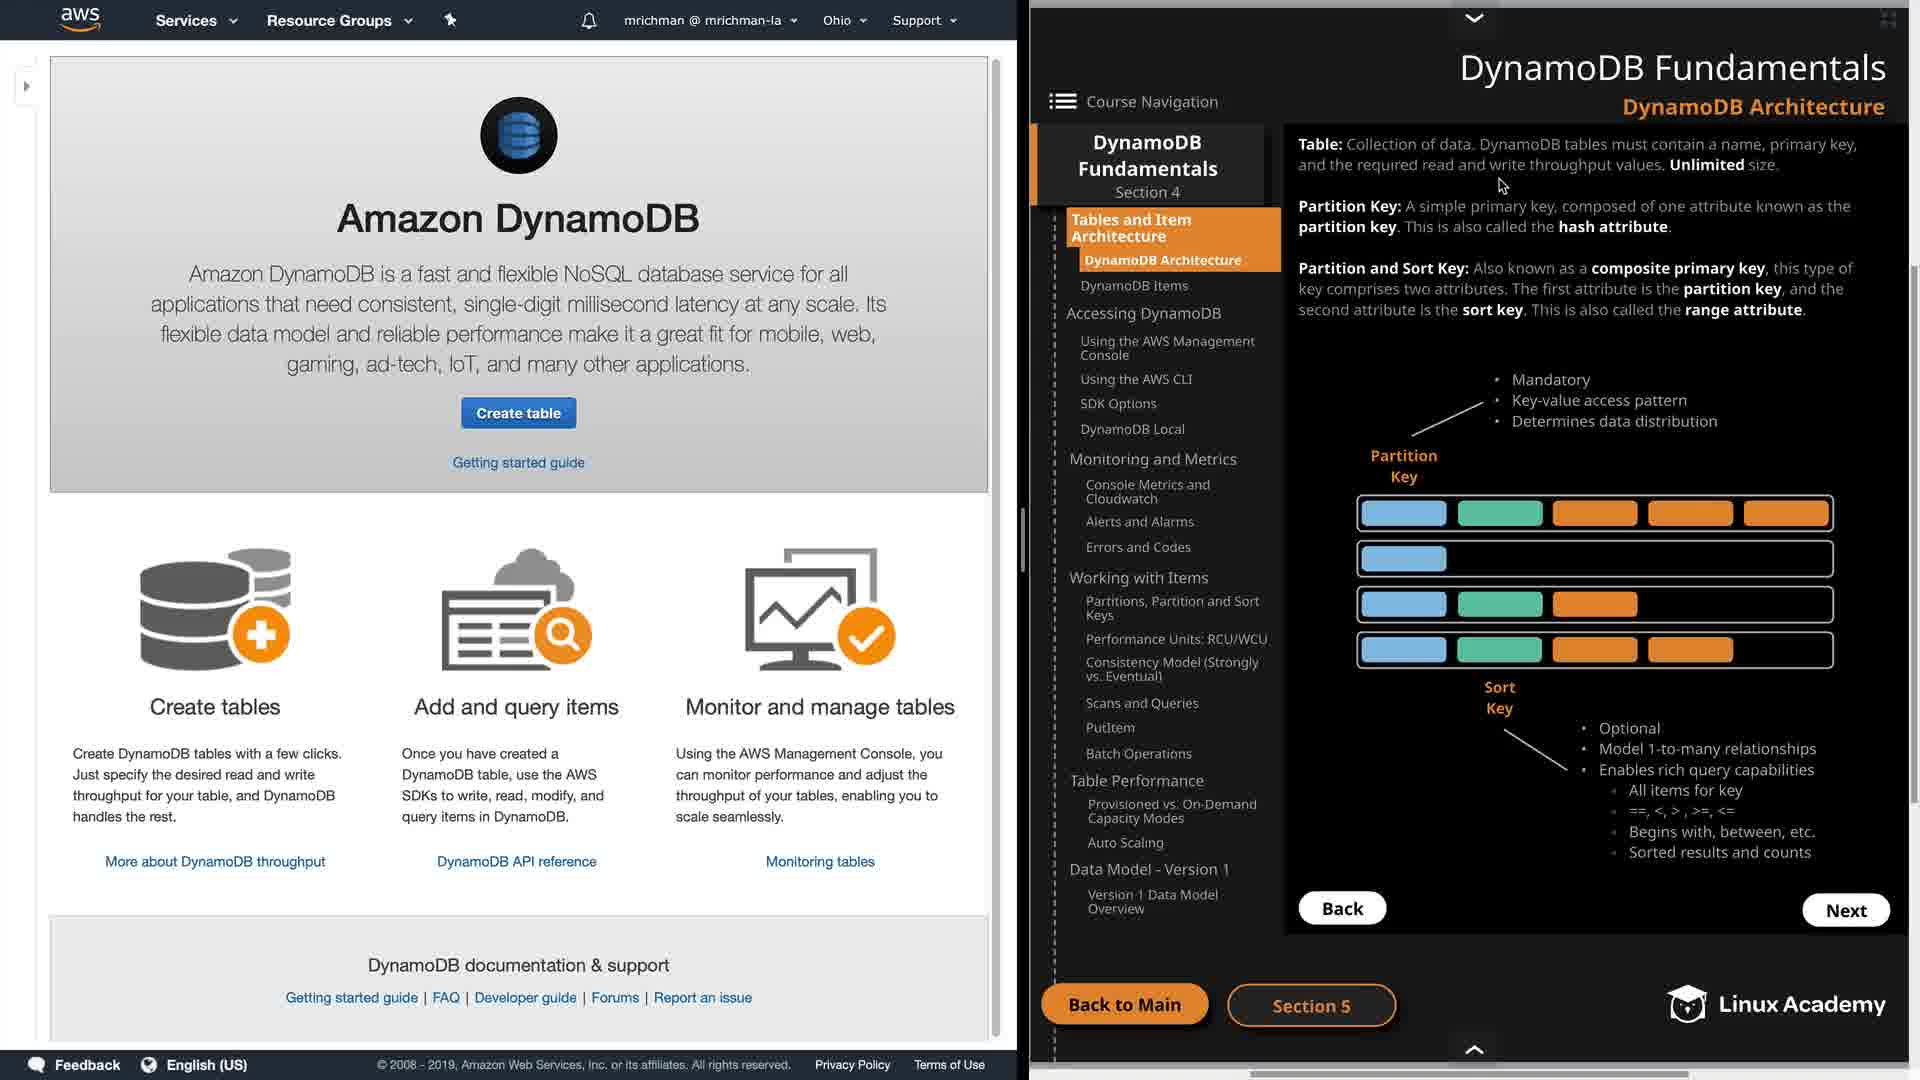 aws
Services
Resource Groups
mrichman @ mrichman-la
Ohio
Support
Amazon DynamoDB
Amazon DynamoDB is a fast and flexible NoSQL database service for all
applications that need consistent, single-digit millisecond latency at any scale. Its
flexible data model and reliable performance make it a great fit for mobile, web,
gaming, ad-tech, IoT, and many other applications.
Create table
Getting started guide
Create tables
Create DynamoDB tables with a few clicks.
Just specify the desired read and write
throughput for your table, and DynamoDB
handles the rest.
More about DynamoDB throughput
Add and query items
Once you have created a
DynamoDB table, use the AWS
SDKs to write, read, modify, and
query items in DynamoDB.
DynamoDB API reference
Monitor and manage tables
Using the AWS Management Console, you
can monitor performance and adjust the
throughput of your tables, enabling you to
scale seamlessly.
Monitoring tables
DynamoDB documentation & support
Getting started guide | FAQ | Developer guide | Forums | Report an issue
Feedback
English (US)
© 2008 - 2019, Amazon Web Services, Inc. or its affiliates. All rights reserved.
Privacy Policy
Terms of Use
DynamoDB Fundamentals
DynamoDB Architecture
Course Navigation
DynamoDB
Fundamentals
Section 4
Tables and Item
Architecture
DynamoDB Architecture
DynamoDB Items
Accessing DynamoDB
Using the AWS Management
Console
Using the AWS CLI
SDK Options
DynamoDB Local
Monitoring and Metrics
Console Metrics and
Cloudwatch
Alerts and Alarms
Errors and Codes
Working with Items
Partitions, Partition and Sort
Keys
Performance Units: RCU/WCU
Consistency Model (Strongly
vs. Eventual)
Scans and Queries
PutItem
Batch Operations
Table Performance
Provisioned vs. On-Demand
Capacity Modes
Auto Scaling
Data Model - Version 1
Version 1 Data Model
Overview
Table: Collection of data. DynamoDB tables must contain a name, primary key,
and the required read and write throughput values. Unlimited size.
Partition Key: A simple primary key, composed of one attribute known as the
partition key. This is also called the hash attribute.
Partition and Sort Key: Also known as a composite primary key, this type of
key comprises two attributes. The first attribute is the partition key, and the
second attribute is the sort key. This is also called the range attribute.
• Mandatory
• Key-value access pattern
• Determines data distribution
Partition
Key
Sort
Key
• Optional
• Model 1-to-many relationships
• Enables rich query capabilities
◦ All items for key
◦ ==, <, > , >=, <=
◦ Begins with, between, etc.
◦ Sorted results and counts
Back
Next
Back to Main
Section 5
Linux Academy